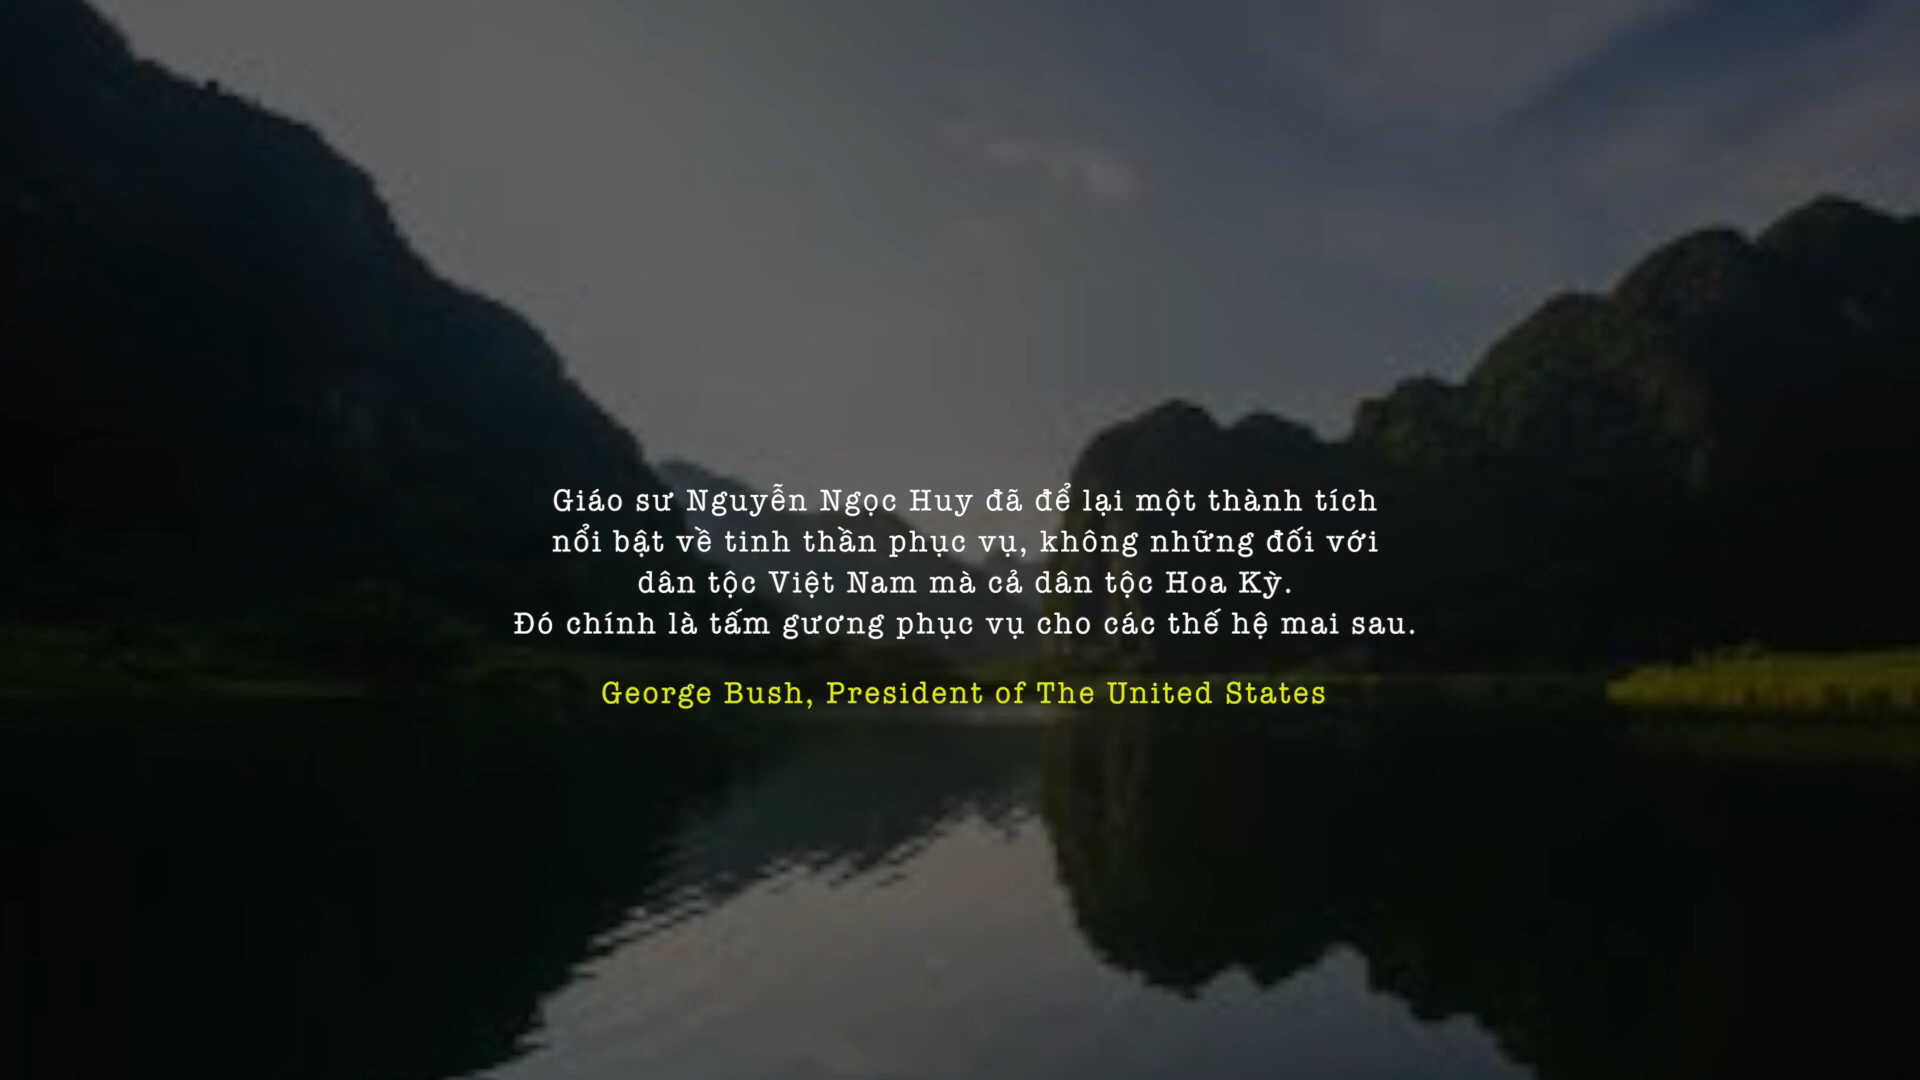 Giáo sư Nguyễn Ngọc Huy đã để lại một thành tích
nổi bật về tinh thần phục vụ, không những đối với
dân tộc Việt Nam mà cả dân tộc Hoa Kỳ.
Đó chính là tấm gương phục vụ cho các thế hệ mai sau.
George Bush, President of The United States